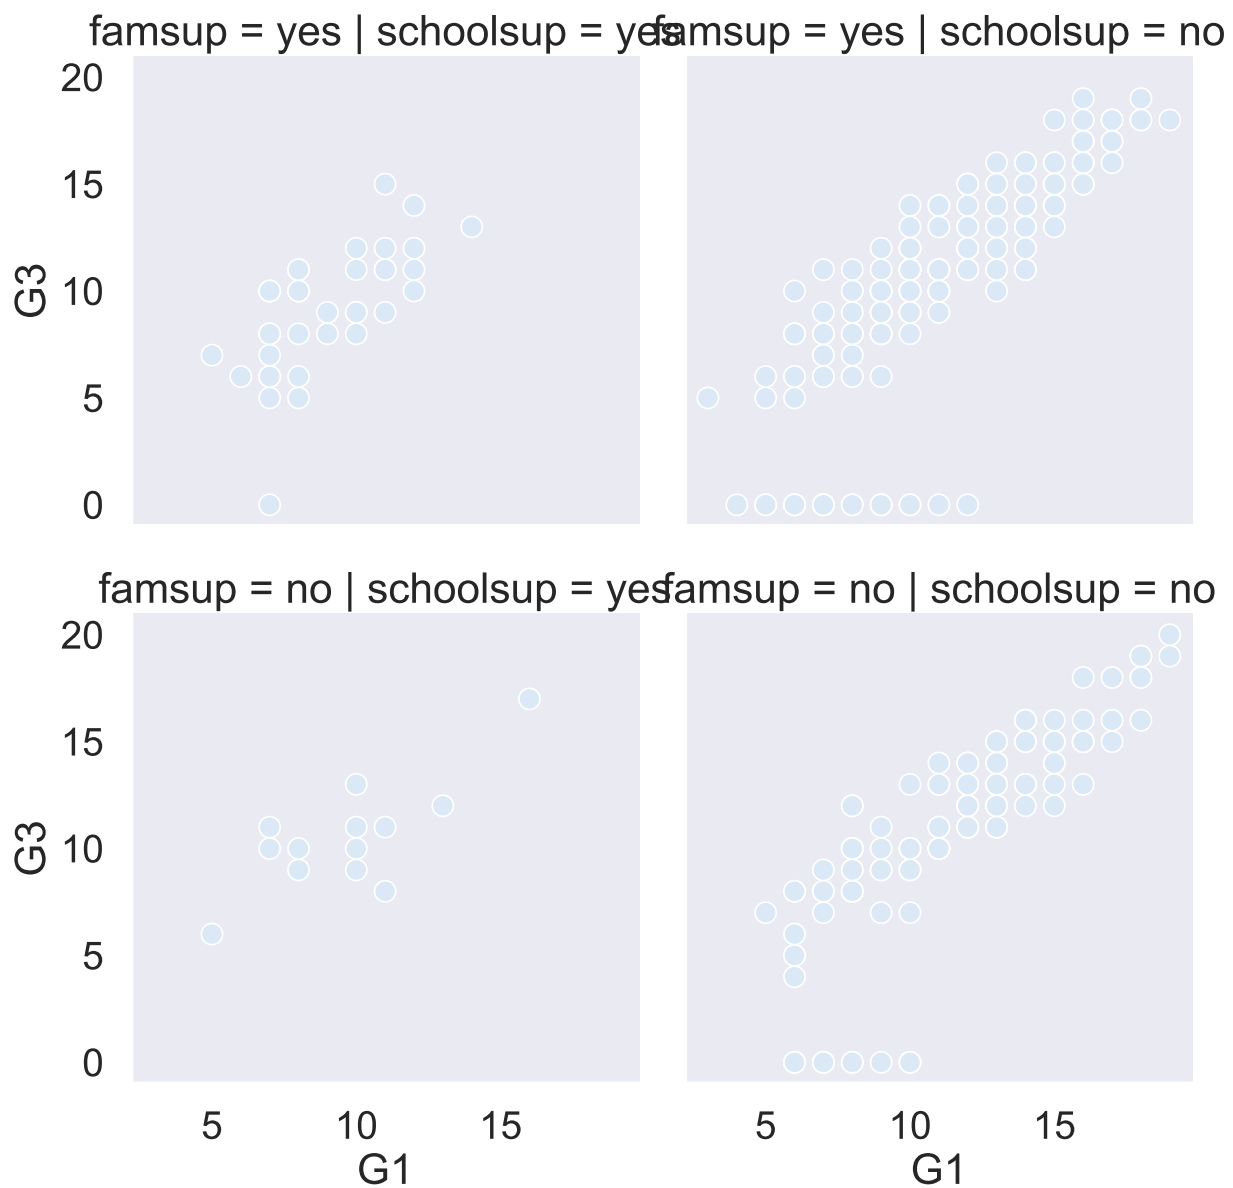 famsup = yes | schoolsup = yes
famsup = yes | schoolsup = no
20
15
10
5
0
G3
famsup = no | schoolsup = yes
famsup = no | schoolsup = no
20
15
10
5
0
G3
5 10 15
5 10 15
G1
G1